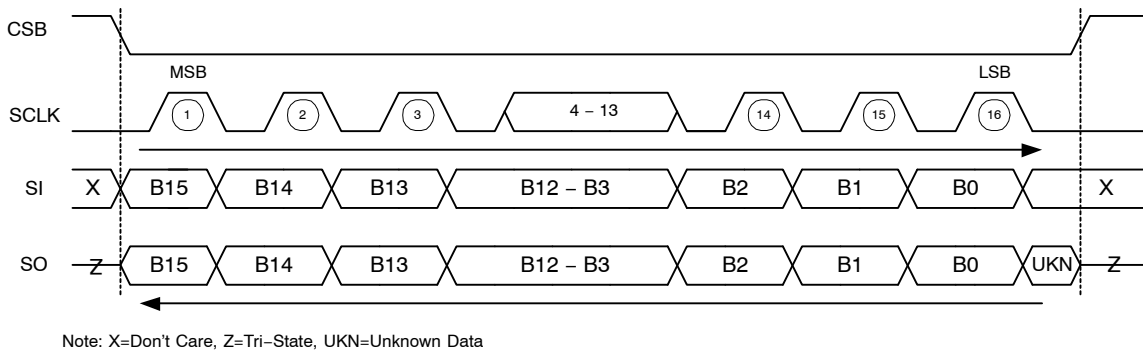 CSB
MSB LSB
SCLK 1 2 3 4 – 13 14 15 16
SI X B15 B14 B13 B12 – B3 B2 B1 B0 X
SO Z B15 B14 B13 B12 – B3 B2 B1 B0 UKN Z
Note: X=Don't Care, Z=Tri–State, UKN=Unknown Data